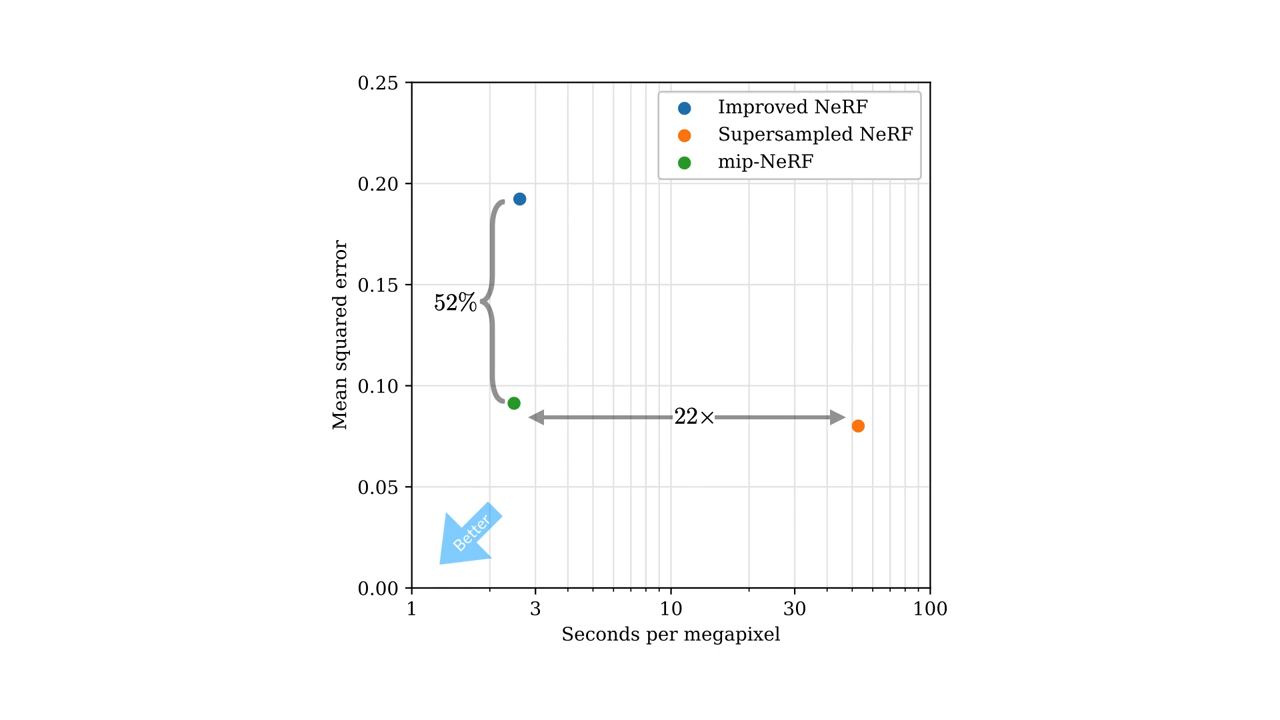 0.25
0.20
0.15
0.10
0.05
0.00
Mean squared error
Improved NeRF
Supersampled NeRF
mip-NeRF
52%
22×
Better
1 3 10 30 100
Seconds per megapixel